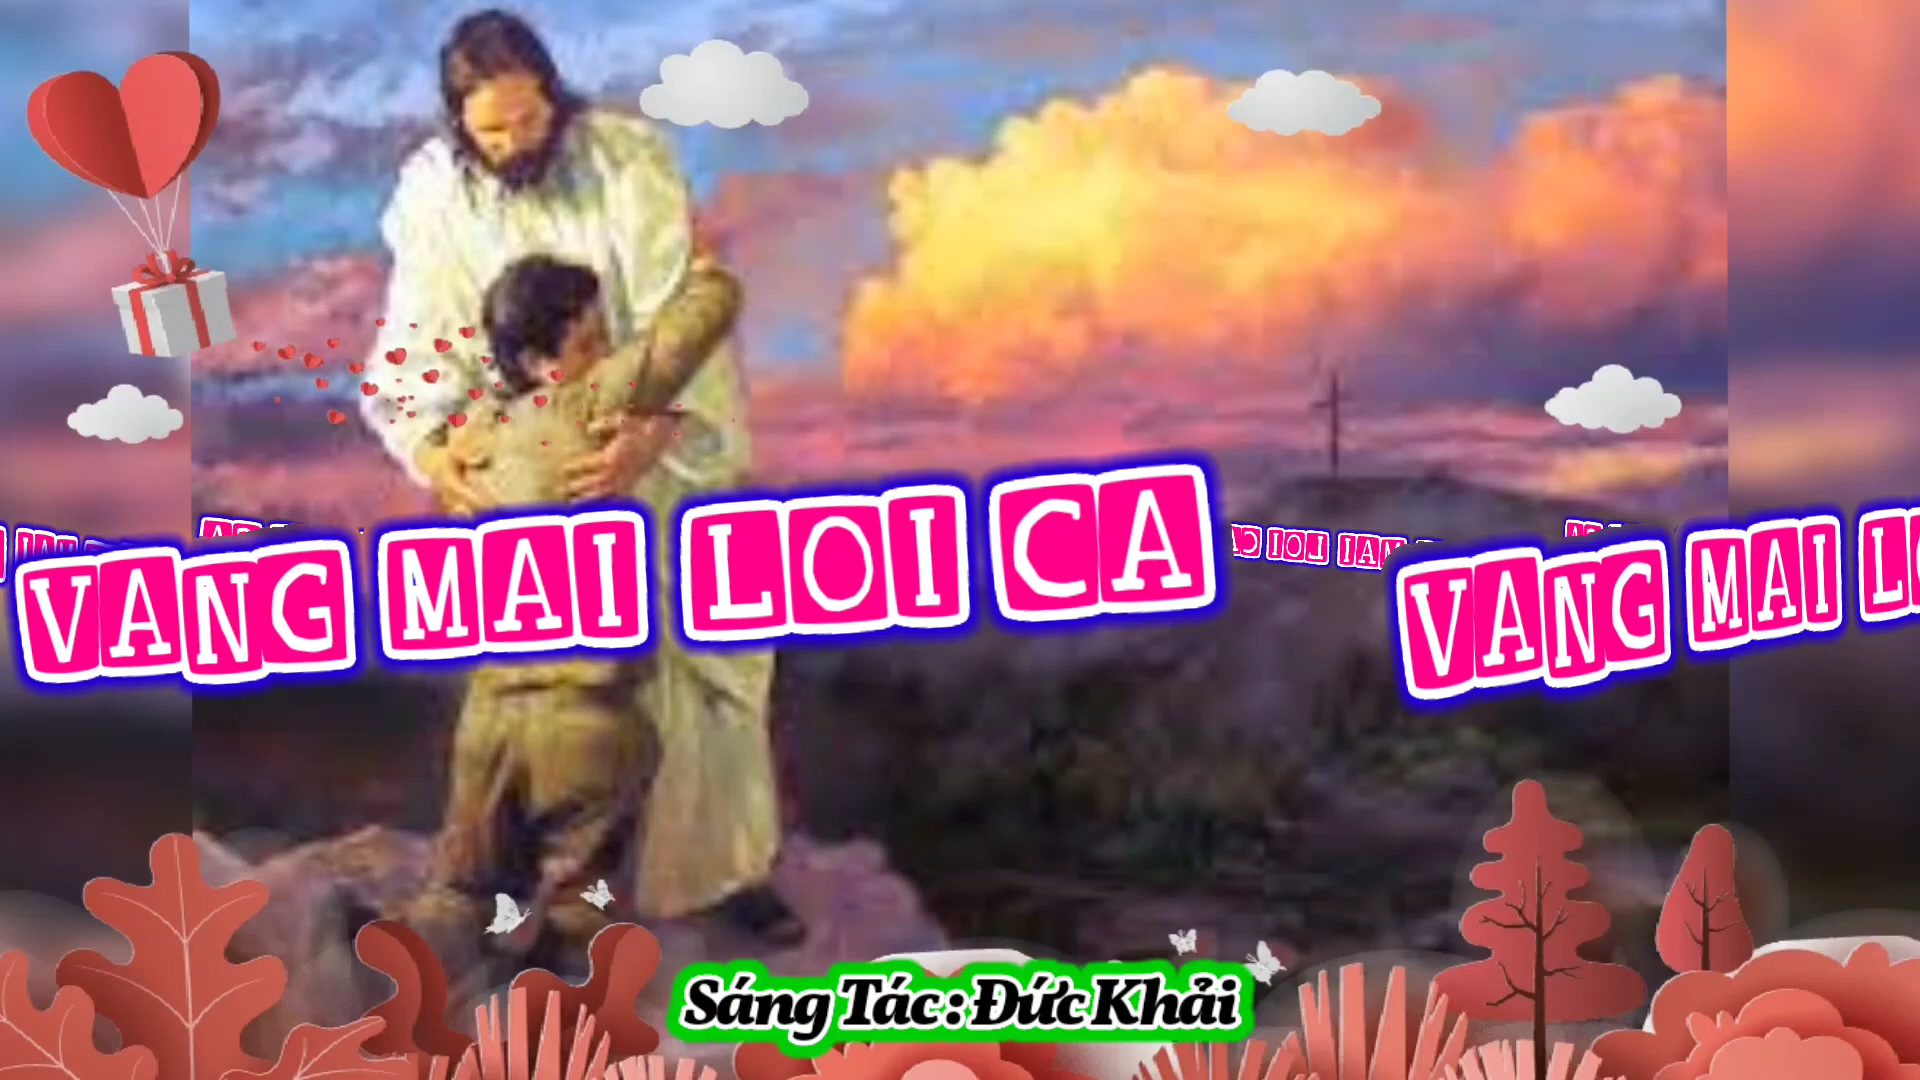 VANG MAI LOI CA
VANG MAI L
Sáng Tác : Đức Khải